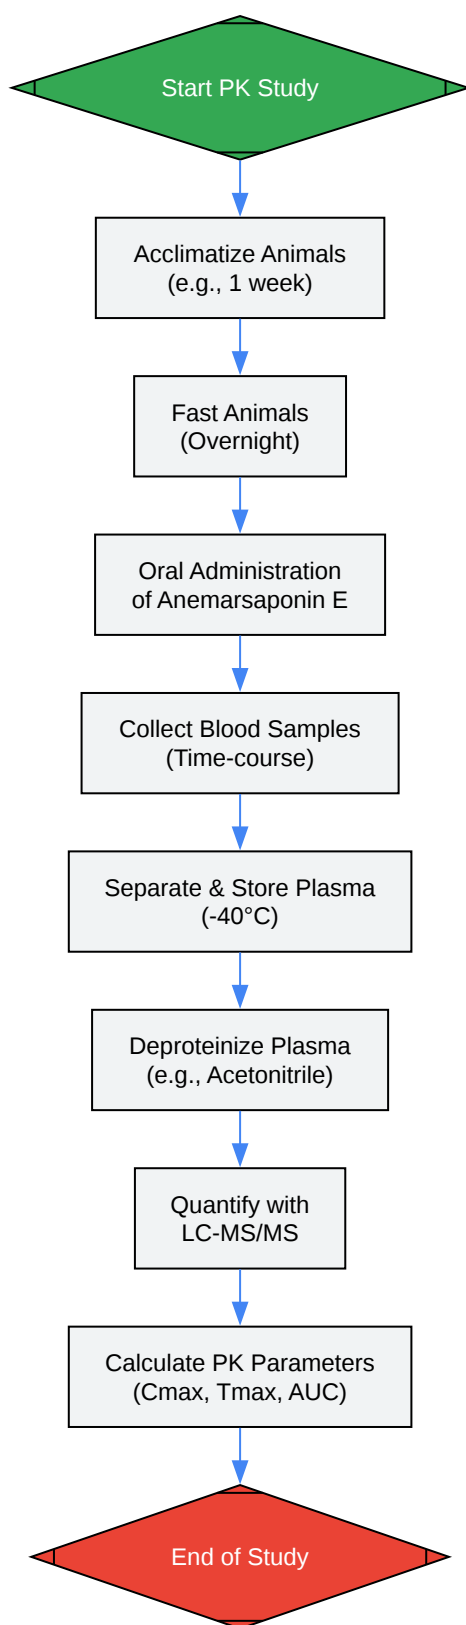 Start PK Study
Acclimatize Animals
(e.g., 1 week)
Fast Animals
(Overnight)
Oral Administration
of Anemarsaponin E
Collect Blood Samples
(Time-course)
Separate & Store Plasma
(-40°C)
Deproteinize Plasma
(e.g., Acetonitrile)
Quantify with
LC-MS/MS
Calculate PK Parameters
(Cmax, Tmax, AUC)
End of Study